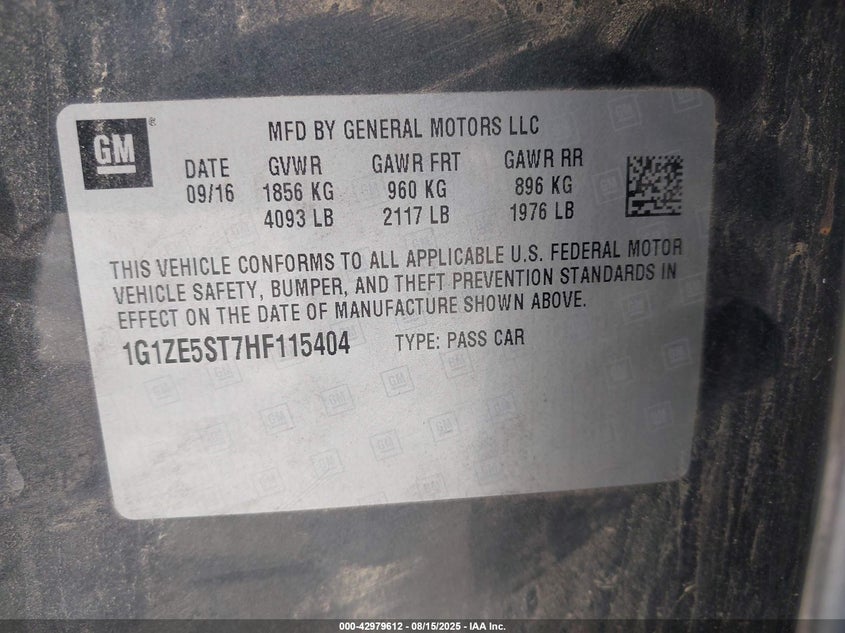 GM ® MFD BY GENERAL MOTORS LLC
DATE GVWR GAWR FRT GAWR RR
09/16 1856 KG 960 KG 896 KG
4093 LB 2117 LB 1976 LB
THIS VEHICLE CONFORMS TO ALL APPLICABLE U.S. FEDERAL MOTOR
VEHICLE SAFETY, BUMPER, AND THEFT PREVENTION STANDARDS IN
EFFECT ON THE DATE OF MANUFACTURE SHOWN ABOVE.
1G1ZE5ST7HF115404 TYPE: PASS CAR
000-42979612 - 08/15/2025 - IAA Inc.